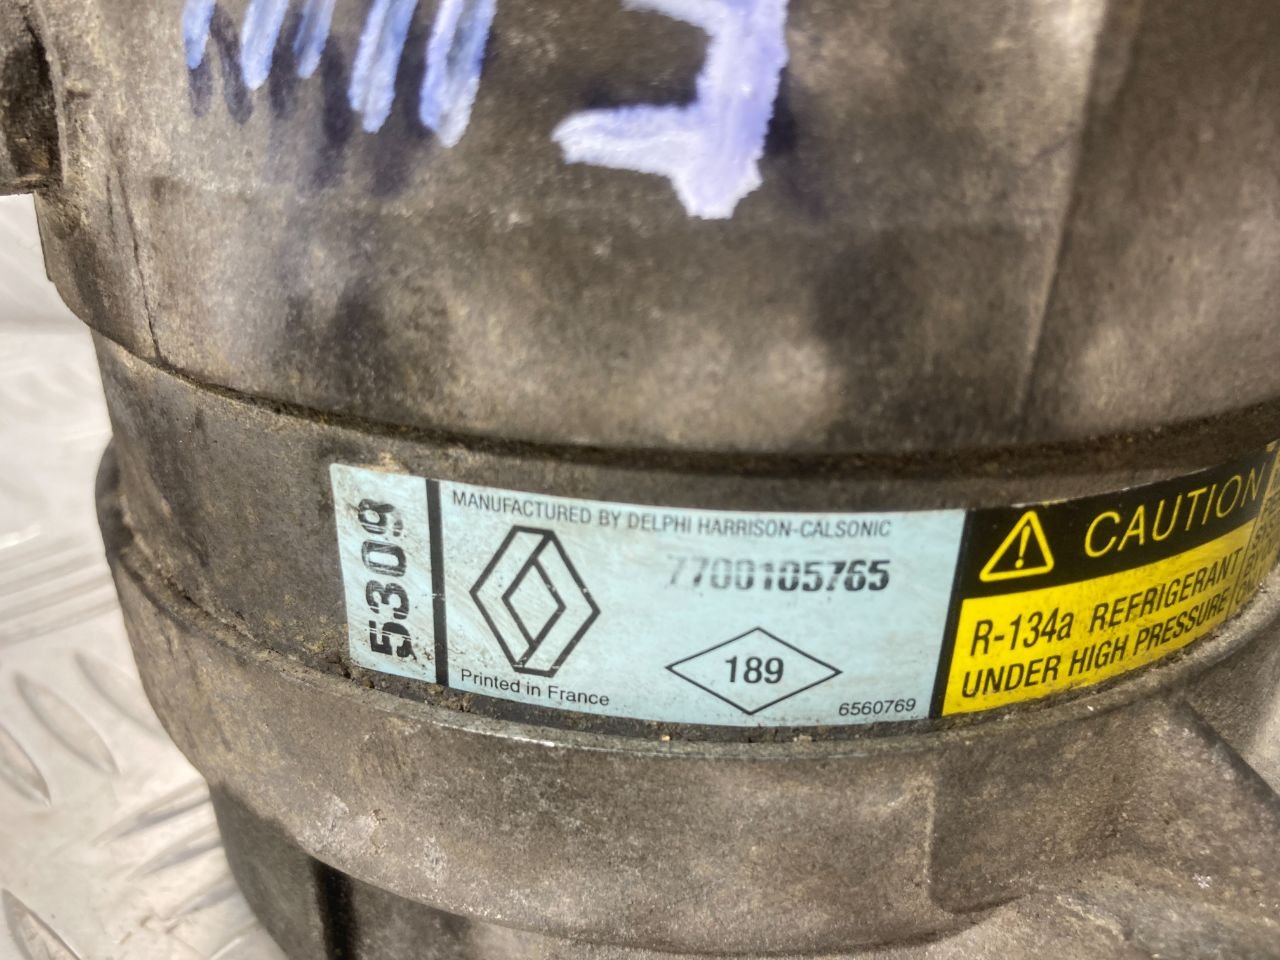 5309
MANUFACTURED BY DELPHI HARRISON-CALSONIC
7700105765
189
Printed in France
6560769
CAUTION
R-134a REFRIGERANT
UNDER HIGH PRESSURE